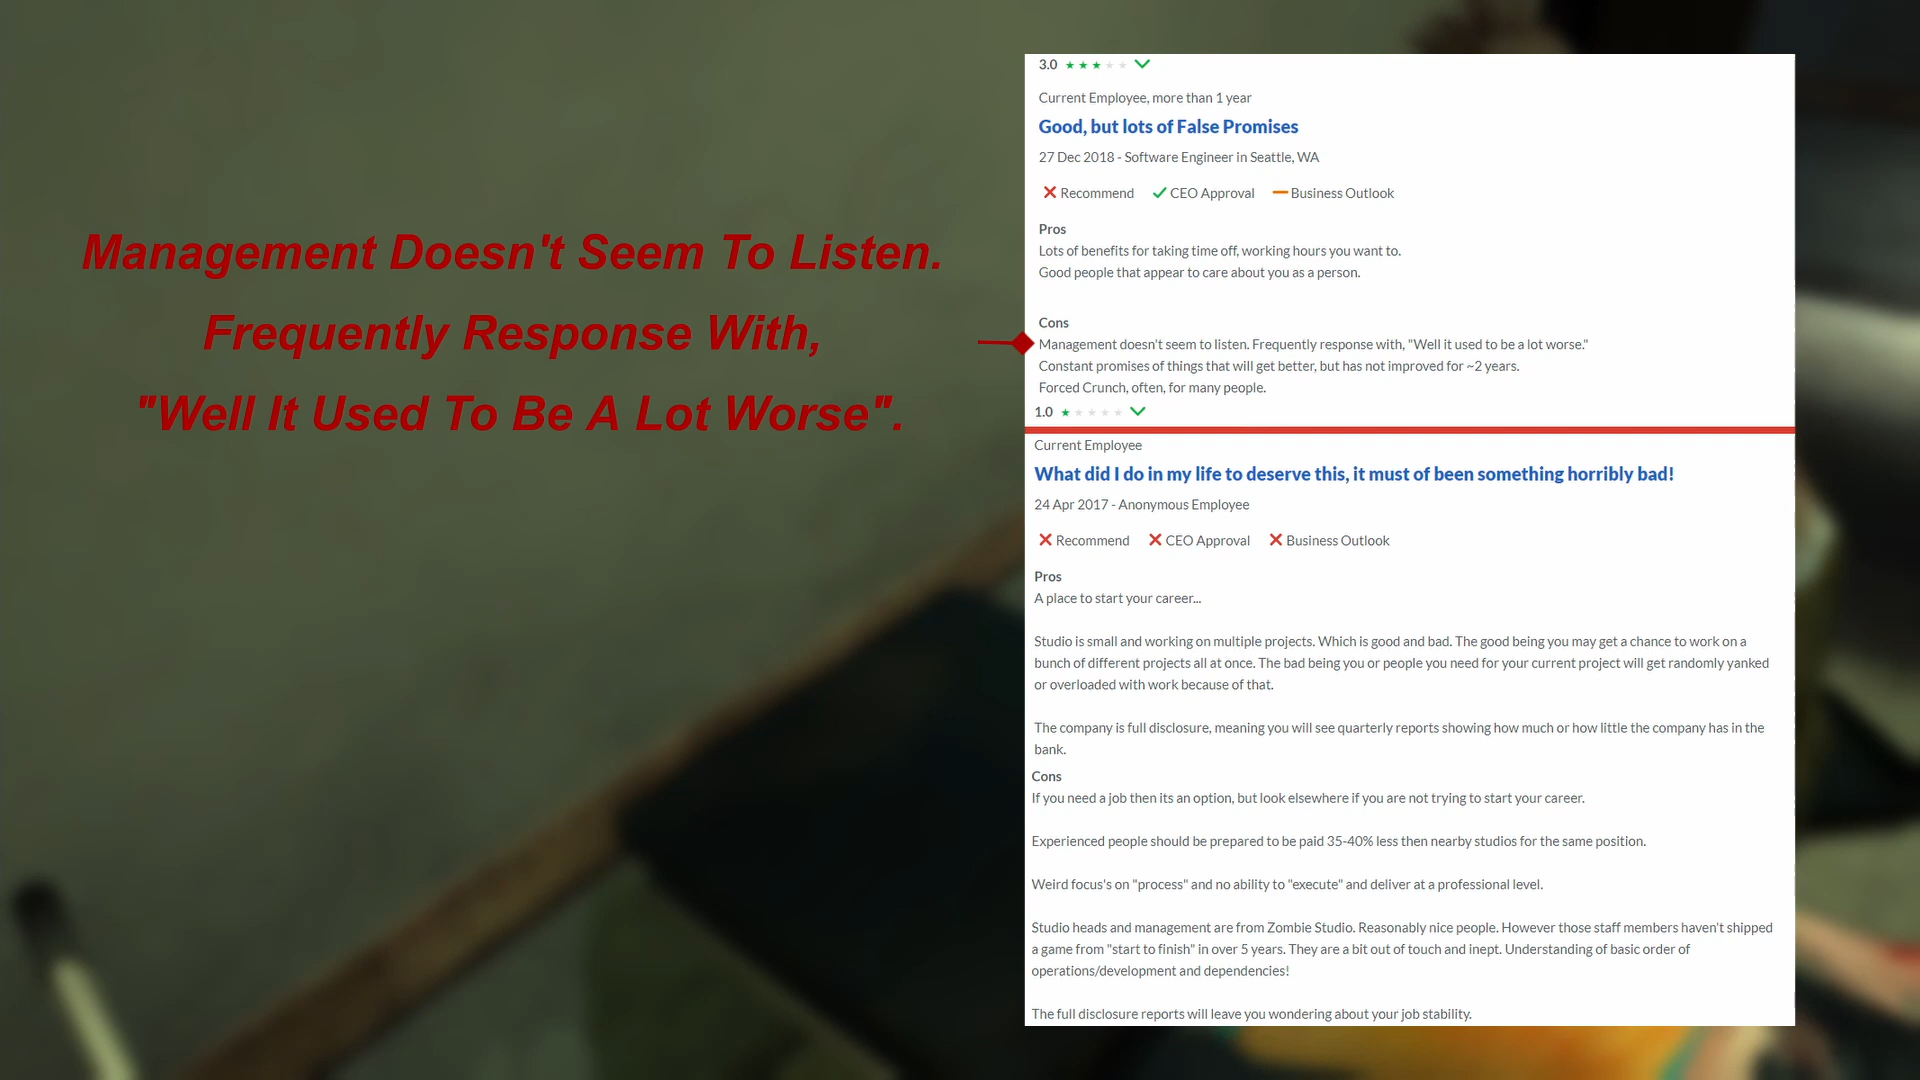 Management Doesn't Seem To Listen.
Frequently Response With,
"Well It Used To Be A Lot Worse".
3.0
Current Employee, more than 1 year
Good, but lots of False Promises
27 Dec 2018 - Software Engineer in Seattle, WA
Recommend CEO Approval Business Outlook
Pros
Lots of benefits for taking time off, working hours you want to.
Good people that appear to care about you as a person.
Cons
Management doesn't seem to listen. Frequently response with, "Well it used to be a lot worse."
Constant promises of things that will get better, but has not improved for ~2 years.
Forced Crunch, often, for many people.
1.0
Current Employee
What did I do in my life to deserve this, it must of been something horribly bad!
24 Apr 2017 - Anonymous Employee
Recommend CEO Approval Business Outlook
Pros
A place to start your career...
Studio is small and working on multiple projects. Which is good and bad. The good being you may get a chance to work on a
bunch of different projects all at once. The bad being you or people you need for your current project will get randomly yanked
or overloaded with work because of that.
The company is full disclosure, meaning you will see quarterly reports showing how much or how little the company has in the
bank.
Cons
If you need a job then its an option, but look elsewhere if you are not trying to start your career.
Experienced people should be prepared to be paid 35-40% less then nearby studios for the same position.
Weird focus's on "process" and no ability to "execute" and deliver at a professional level.
Studio heads and management are from Zombie Studio. Reasonably nice people. However those staff members haven't shipped
a game from "start to finish" in over 5 years. They are a bit out of touch and inept. Understanding of basic order of
operations/development and dependencies!
The full disclosure reports will leave you wondering about your job stability.